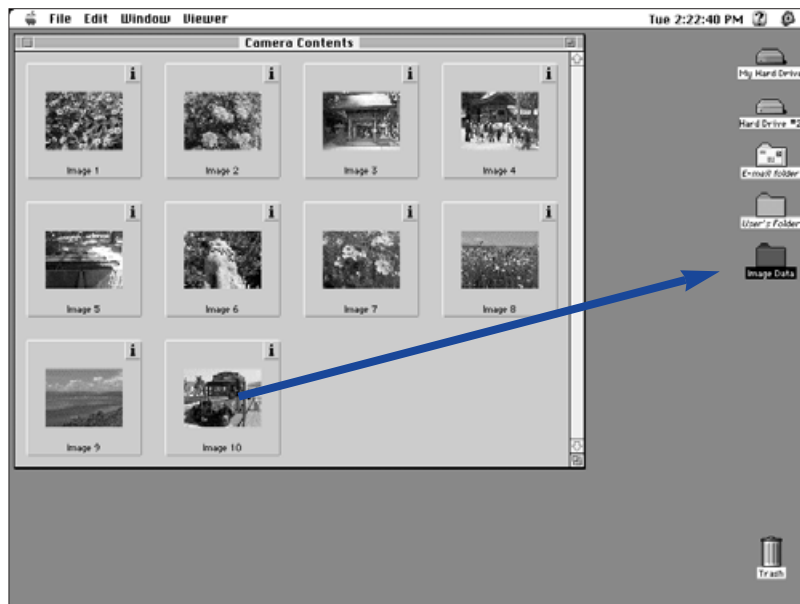 File Edit Window Viewer Tue 2:22:40 PM
Camera Contents
Image 1 Image 2 Image 3 Image 4
Image 5 Image 6 Image 7 Image 8
Image 9 Image 10
My Hard Drive
Hard Drive #2
E-mail folder
User's Folder
Image Data
Trash